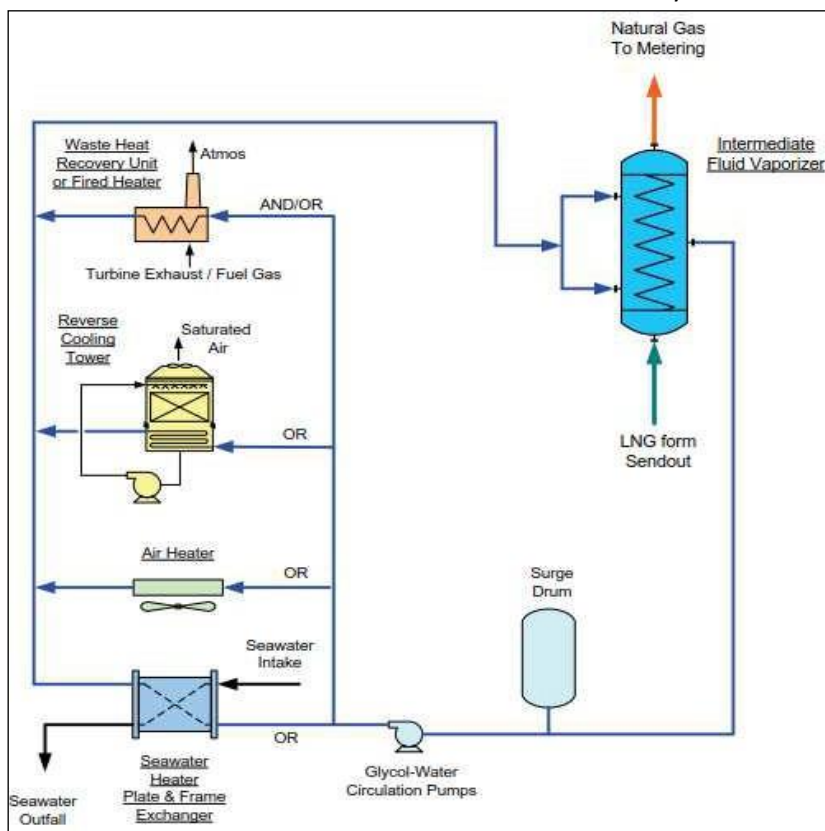 Natural Gas
To Metering
Waste Heat
Recovery Unit
or Fired Heater
Atmos
Intermediate
Fluid Vaporizer
AND/OR
Turbine Exhaust / Fuel Gas
Reverse
Cooling
Tower
Saturated
Air
OR
LNG form
Sendout
Air Heater
OR
Surge
Drum
Seawater
Intake
OR
Glycol-Water
Circulation Pumps
Seawater
Heater
Plate & Frame
Exchanger
Seawater
Outfall